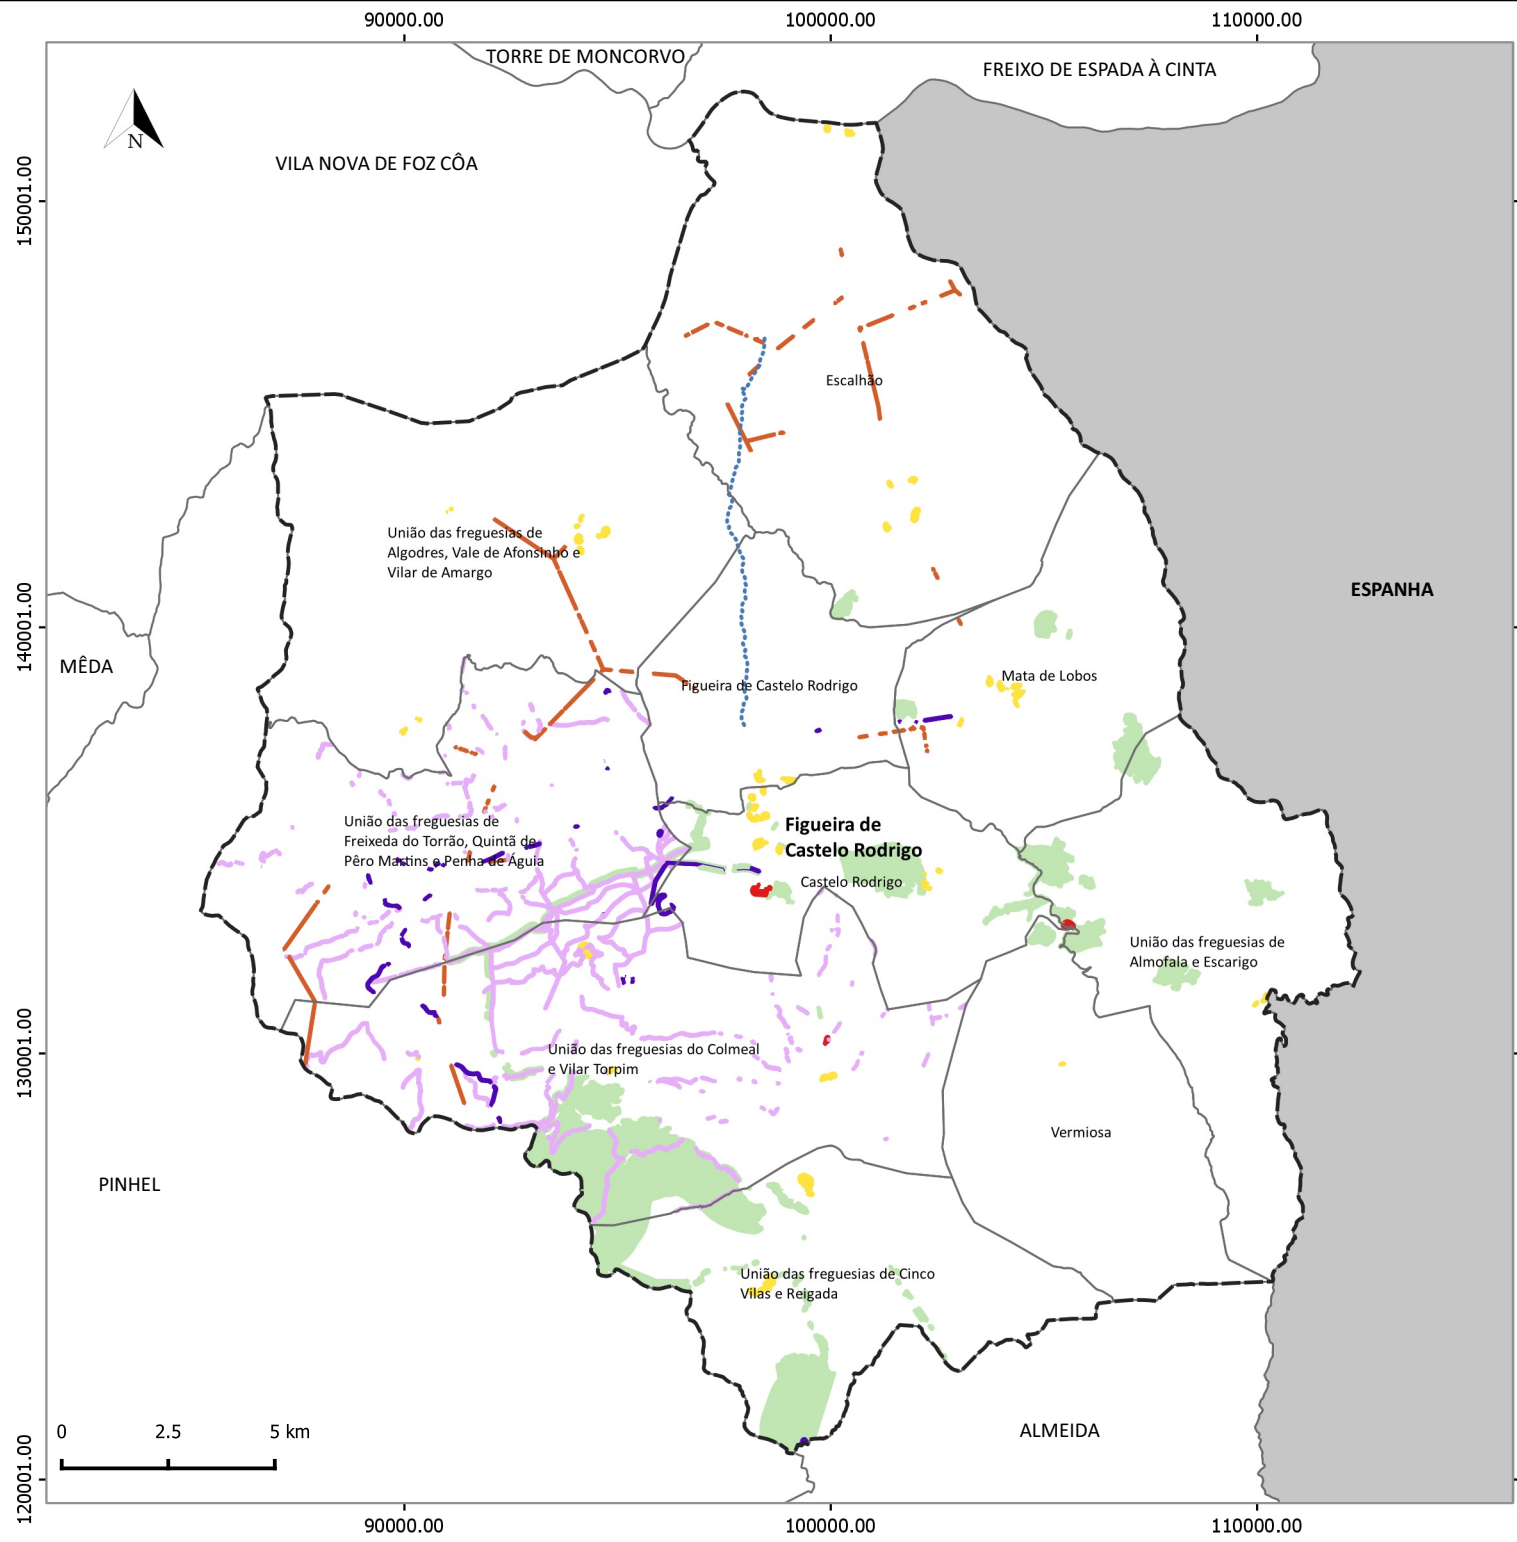 90000.00
100000.00
110000.00
TORRE DE MONCORVO
FREIXO DE ESPADA À CINTA
N
VILA NOVA DE FOZ CÔA
150001.00
Escalhão
União das freguesias de
Algodres, Vale de Afonsinho e
Vilar de Amargo
ESPANHA
140001.00
MÊDA
Mata de Lobos
Figueira de Castelo Rodrigo
União das freguesias de
Freixeda do Torrão, Quintã de
Pêro Martins e Penha de Águia
Figueira de
Castelo Rodrigo
Castelo Rodrigo
União das freguesias de
Almofala e Escarigo
130001.00
União das freguesias do Colmeal
e Vilar Torpim
Vermiosa
PINHEL
União das freguesias de Cinco
Vilas e Reigada
ALMEIDA
0
2.5
5 km
120001.00
90000.00
100000.00
110000.00